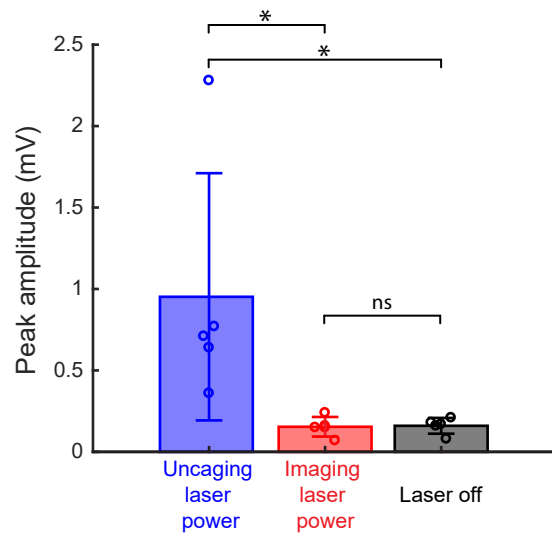 *
*
2.5
2
1.5
1
0.5
0
Peak amplitude (mV)
ns
Uncaging
laser
power
Imaging
laser
power
Laser off